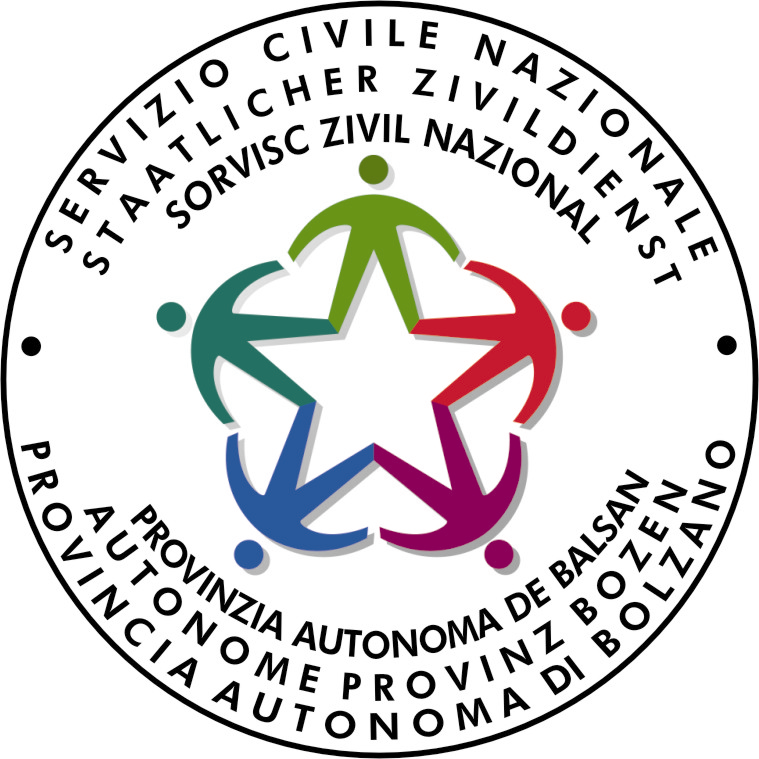 SERVIZIO CIVILE NAZIONALE
STAATLICHER ZIVILDIENST
SORVISC ZIVIL NAZIONAL
PROVINZIA AUTONOMA DE BALSAN
AUTONOME PROVINZ BOZEN
PROVINCIA AUTONOMA DI BOLZANO